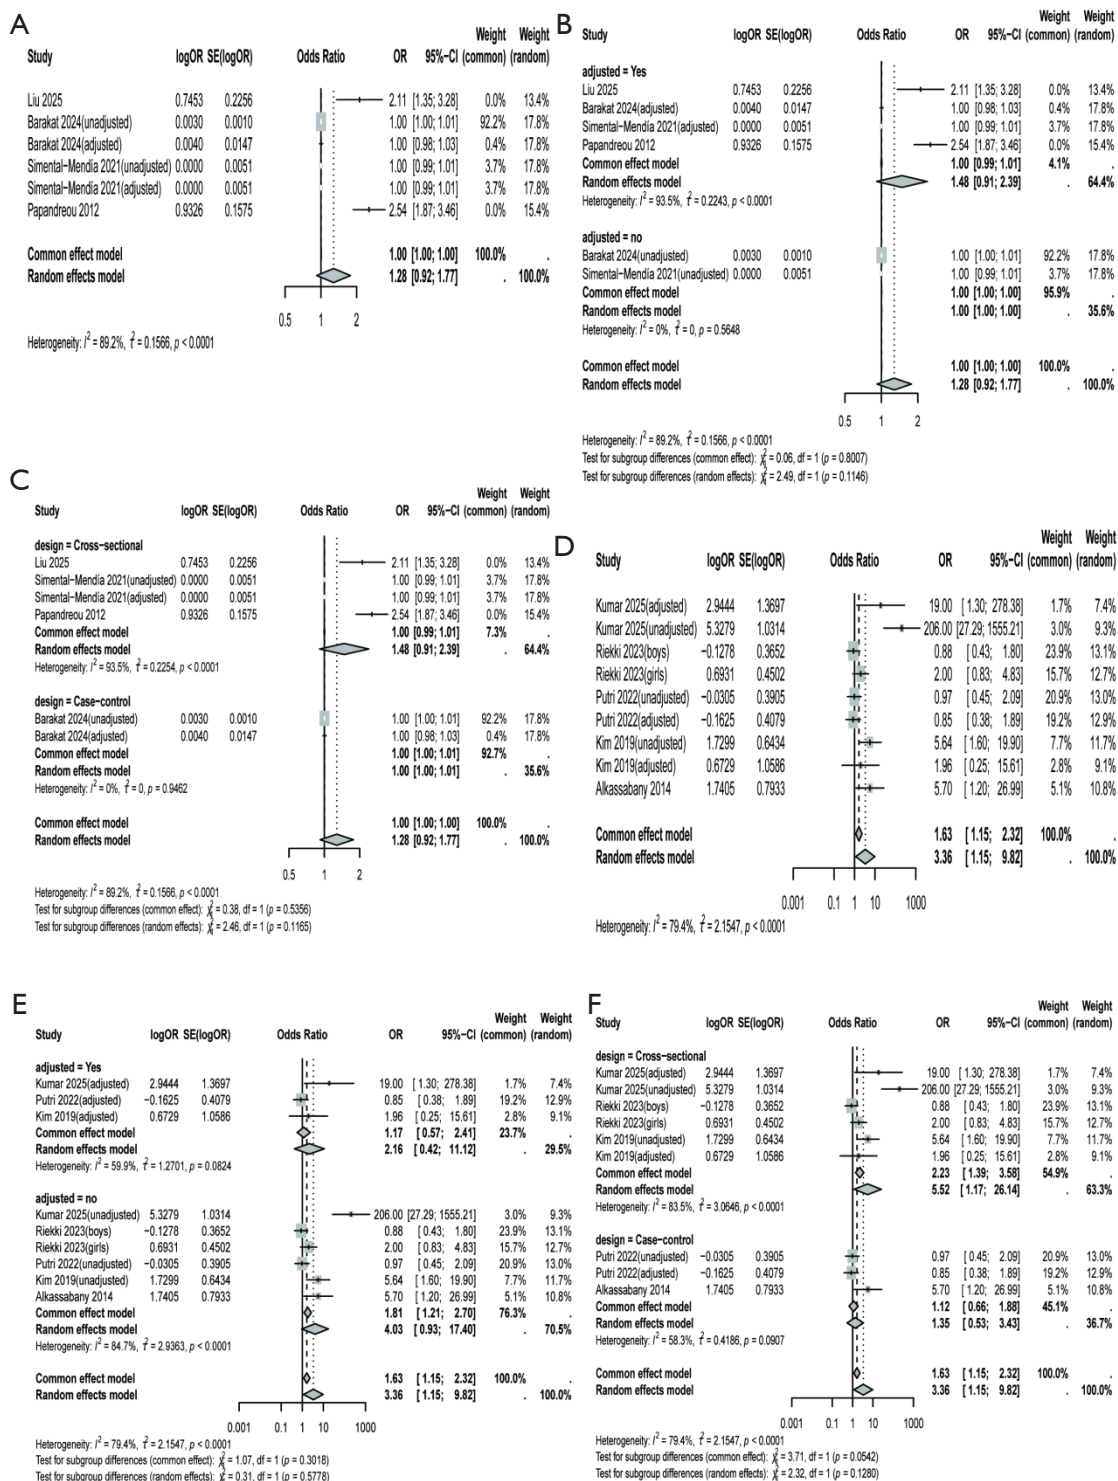 A
Weight Weight
Study logOR SE(logOR) Odds Ratio OR 95%−CI (common) (random)
Liu 2025 0.7453 0.2256 2.11 [1.35; 3.28] 0.0% 13.4%
Barakat 2024(unadjusted) 0.0030 0.0010 1.00 [1.00; 1.01] 92.2% 17.8%
Barakat 2024(adjusted) 0.0040 0.0147 1.00 [0.98; 1.03] 0.4% 17.8%
Simental−Mendía 2021(unadjusted) 0.0000 0.0051 1.00 [0.99; 1.01] 3.7% 17.8%
Simental−Mendía 2021(adjusted) 0.0000 0.0051 1.00 [0.99; 1.01] 3.7% 17.8%
Papandreou 2012 0.9326 0.1575 2.54 [1.87; 3.46] 0.0% 15.4%
Common effect model 1.00 [1.00; 1.00] 100.0% .
Random effects model 1.28 [0.92; 1.77] . 100.0%
0.5 1 2
Heterogeneity: I² = 89.2%, τ² = 0.1566, p < 0.0001
B
Weight Weight
Study logOR SE(logOR) Odds Ratio OR 95%−CI (common) (random)
adjusted = Yes
Liu 2025 0.7453 0.2256 2.11 [1.35; 3.28] 0.0% 13.4%
Barakat 2024(adjusted) 0.0040 0.0147 1.00 [0.98; 1.03] 0.4% 17.8%
Simental−Mendía 2021(adjusted) 0.0000 0.0051 1.00 [0.99; 1.01] 3.7% 17.8%
Papandreou 2012 0.9326 0.1575 2.54 [1.87; 3.46] 0.0% 15.4%
Common effect model 1.00 [0.99; 1.01] 4.1% .
Random effects model 1.48 [0.91; 2.39] . 64.4%
Heterogeneity: I² = 93.5%, τ² = 0.2243, p < 0.0001
adjusted = no
Barakat 2024(unadjusted) 0.0030 0.0010 1.00 [1.00; 1.01] 92.2% 17.8%
Simental−Mendía 2021(unadjusted) 0.0000 0.0051 1.00 [0.99; 1.01] 3.7% 17.8%
Common effect model 1.00 [1.00; 1.00] 95.9% .
Random effects model 1.00 [1.00; 1.00] . 35.6%
Heterogeneity: I² = 0%, τ² = 0, p = 0.5648
Common effect model 1.00 [1.00; 1.00] 100.0% .
Random effects model 1.28 [0.92; 1.77] . 100.0%
0.5 1 2
Heterogeneity: I² = 89.2%, τ² = 0.1566, p < 0.0001
Test for subgroup differences (common effect): χ²₁ = 0.06, df = 1 (p = 0.8007)
Test for subgroup differences (random effects): χ²₁ = 2.49, df = 1 (p = 0.1146)
C
Weight Weight
Study logOR SE(logOR) Odds Ratio OR 95%−CI (common) (random)
design = Cross−sectional
Liu 2025 0.7453 0.2256 2.11 [1.35; 3.28] 0.0% 13.4%
Simental−Mendía 2021(unadjusted) 0.0000 0.0051 1.00 [0.99; 1.01] 3.7% 17.8%
Simental−Mendía 2021(adjusted) 0.0000 0.0051 1.00 [0.99; 1.01] 3.7% 17.8%
Papandreou 2012 0.9326 0.1575 2.54 [1.87; 3.46] 0.0% 15.4%
Common effect model 1.00 [0.99; 1.01] 7.3% .
Random effects model 1.48 [0.91; 2.39] . 64.4%
Heterogeneity: I² = 93.5%, τ² = 0.2254, p < 0.0001
design = Case−control
Barakat 2024(unadjusted) 0.0030 0.0010 1.00 [1.00; 1.01] 92.2% 17.8%
Barakat 2024(adjusted) 0.0040 0.0147 1.00 [0.98; 1.03] 0.4% 17.8%
Common effect model 1.00 [1.00; 1.01] 92.7% .
Random effects model 1.00 [1.00; 1.01] . 35.6%
Heterogeneity: I² = 0%, τ² = 0, p = 0.9462
Common effect model 1.00 [1.00; 1.00] 100.0% .
Random effects model 1.28 [0.92; 1.77] . 100.0%
0.5 1 2
Heterogeneity: I² = 89.2%, τ² = 0.1566, p < 0.0001
Test for subgroup differences (common effect): χ²₁ = 0.38, df = 1 (p = 0.5356)
Test for subgroup differences (random effects): χ²₁ = 2.46, df = 1 (p = 0.1165)
D
Weight Weight
Study logOR SE(logOR) Odds Ratio OR 95%−CI (common) (random)
Kumar 2025(adjusted) 2.9444 1.3697 19.00 [1.30; 278.38] 1.7% 7.4%
Kumar 2025(unadjusted) 5.3279 1.0314 206.00 [27.29; 1555.21] 3.0% 9.3%
Riekki 2023(boys) −0.1278 0.3652 0.88 [0.43; 1.80] 23.9% 13.1%
Riekki 2023(girls) 0.6931 0.4502 2.00 [0.83; 4.83] 15.7% 12.7%
Putri 2022(unadjusted) −0.0305 0.3905 0.97 [0.45; 2.09] 20.9% 13.0%
Putri 2022(adjusted) −0.1625 0.4079 0.85 [0.38; 1.89] 19.2% 12.9%
Kim 2019(unadjusted) 1.7299 0.6434 5.64 [1.60; 19.90] 7.7% 11.7%
Kim 2019(adjusted) 0.6729 1.0586 1.96 [0.25; 15.61] 2.8% 9.1%
Alkassabany 2014 1.7405 0.7933 5.70 [1.20; 26.99] 5.1% 10.8%
Common effect model 1.63 [1.15; 2.32] 100.0% .
Random effects model 3.36 [1.15; 9.82] . 100.0%
0.001 0.1 1 10 1000
Heterogeneity: I² = 79.4%, τ² = 2.1547, p < 0.0001
E
Weight Weight
Study logOR SE(logOR) Odds Ratio OR 95%−CI (common) (random)
adjusted = Yes
Kumar 2025(adjusted) 2.9444 1.3697 19.00 [1.30; 278.38] 1.7% 7.4%
Putri 2022(adjusted) −0.1625 0.4079 0.85 [0.38; 1.89] 19.2% 12.9%
Kim 2019(adjusted) 0.6729 1.0586 1.96 [0.25; 15.61] 2.8% 9.1%
Common effect model 1.17 [0.57; 2.41] 23.7% .
Random effects model 2.16 [0.42; 11.12] . 29.5%
Heterogeneity: I² = 59.9%, τ² = 1.2701, p = 0.0824
adjusted = no
Kumar 2025(unadjusted) 5.3279 1.0314 206.00 [27.29; 1555.21] 3.0% 9.3%
Riekki 2023(boys) −0.1278 0.3652 0.88 [0.43; 1.80] 23.9% 13.1%
Riekki 2023(girls) 0.6931 0.4502 2.00 [0.83; 4.83] 15.7% 12.7%
Putri 2022(unadjusted) −0.0305 0.3905 0.97 [0.45; 2.09] 20.9% 13.0%
Kim 2019(unadjusted) 1.7299 0.6434 5.64 [1.60; 19.90] 7.7% 11.7%
Alkassabany 2014 1.7405 0.7933 5.70 [1.20; 26.99] 5.1% 10.8%
Common effect model 1.81 [1.21; 2.70] 76.3% .
Random effects model 4.03 [0.93; 17.40] . 70.5%
Heterogeneity: I² = 84.7%, τ² = 2.9363, p < 0.0001
Common effect model 1.63 [1.15; 2.32] 100.0% .
Random effects model 3.36 [1.15; 9.82] . 100.0%
0.001 0.1 1 10 1000
Heterogeneity: I² = 79.4%, τ² = 2.1547, p < 0.0001
Test for subgroup differences (common effect): χ²₁ = 1.07, df = 1 (p = 0.3018)
Test for subgroup differences (random effects): χ²₁ = 0.31, df = 1 (p = 0.5778)
F
Weight Weight
Study logOR SE(logOR) Odds Ratio OR 95%−CI (common) (random)
design = Cross−sectional
Kumar 2025(adjusted) 2.9444 1.3697 19.00 [1.30; 278.38] 1.7% 7.4%
Kumar 2025(unadjusted) 5.3279 1.0314 206.00 [27.29; 1555.21] 3.0% 9.3%
Riekki 2023(boys) −0.1278 0.3652 0.88 [0.43; 1.80] 23.9% 13.1%
Riekki 2023(girls) 0.6931 0.4502 2.00 [0.83; 4.83] 15.7% 12.7%
Kim 2019(unadjusted) 1.7299 0.6434 5.64 [1.60; 19.90] 7.7% 11.7%
Kim 2019(adjusted) 0.6729 1.0586 1.96 [0.25; 15.61] 2.8% 9.1%
Common effect model 2.23 [1.39; 3.58] 54.9% .
Random effects model 5.52 [1.17; 26.14] . 63.3%
Heterogeneity: I² = 83.5%, τ² = 3.0646, p < 0.0001
design = Case−control
Putri 2022(unadjusted) −0.0305 0.3905 0.97 [0.45; 2.09] 20.9% 13.0%
Putri 2022(adjusted) −0.1625 0.4079 0.85 [0.38; 1.89] 19.2% 12.9%
Alkassabany 2014 1.7405 0.7933 5.70 [1.20; 26.99] 5.1% 10.8%
Common effect model 1.12 [0.66; 1.88] 45.1% .
Random effects model 1.35 [0.53; 3.43] . 36.7%
Heterogeneity: I² = 58.3%, τ² = 0.4186, p = 0.0907
Common effect model 1.63 [1.15; 2.32] 100.0% .
Random effects model 3.36 [1.15; 9.82] . 100.0%
0.001 0.1 1 10 1000
Heterogeneity: I² = 79.4%, τ² = 2.1547, p < 0.0001
Test for subgroup differences (common effect): χ²₁ = 3.71, df = 1 (p = 0.0542)
Test for subgroup differences (random effects): χ²₁ = 2.32, df = 1 (p = 0.1280)